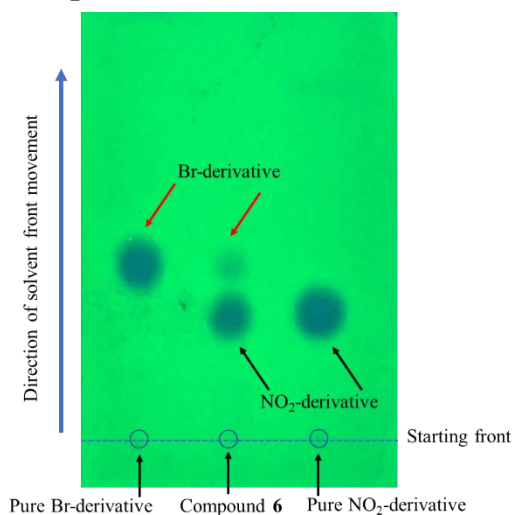 Direction of solvent front movement
Br-derivative
NO₂-derivative
Starting front
Pure Br-derivative
Compound 6
Pure NO₂-derivative